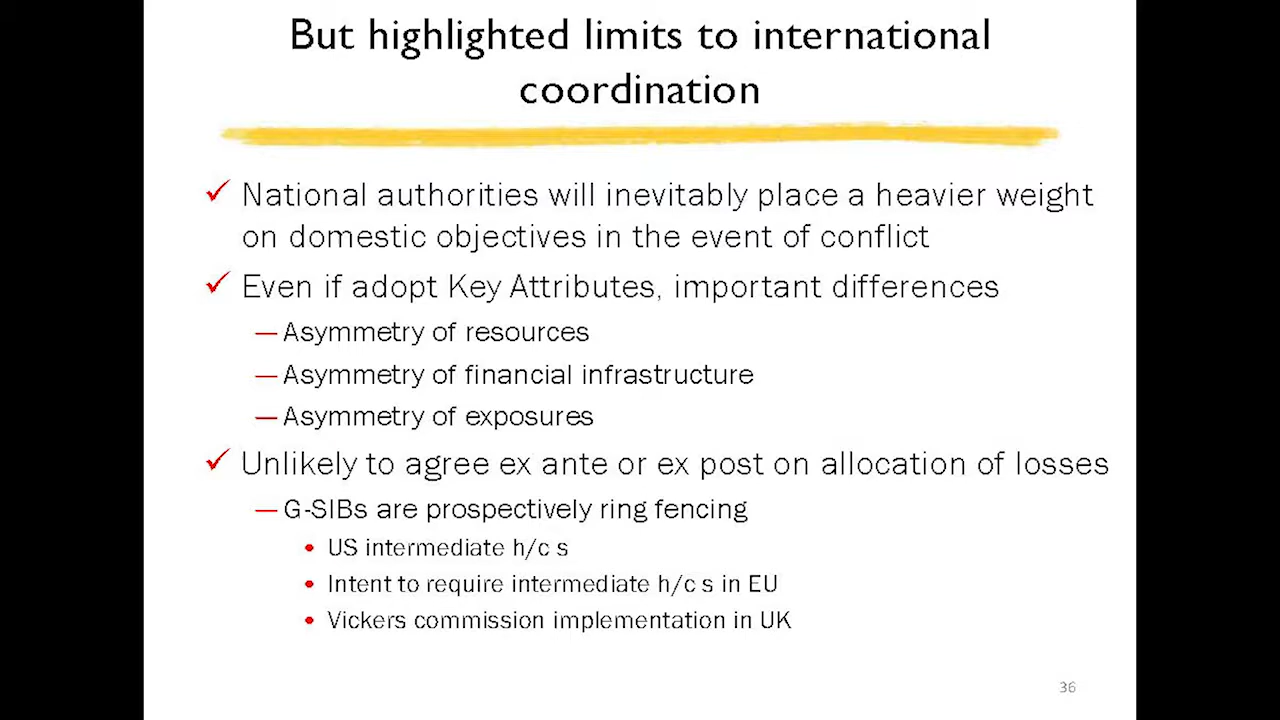 But highlighted limits to international
coordination
✓ National authorities will inevitably place a heavier weight
on domestic objectives in the event of conflict
✓ Even if adopt Key Attributes, important differences
— Asymmetry of resources
— Asymmetry of financial infrastructure
— Asymmetry of exposures
✓ Unlikely to agree ex ante or ex post on allocation of losses
— G-SIBs are prospectively ring fencing
• US intermediate h/c s
• Intent to require intermediate h/c s in EU
• Vickers commission implementation in UK
36